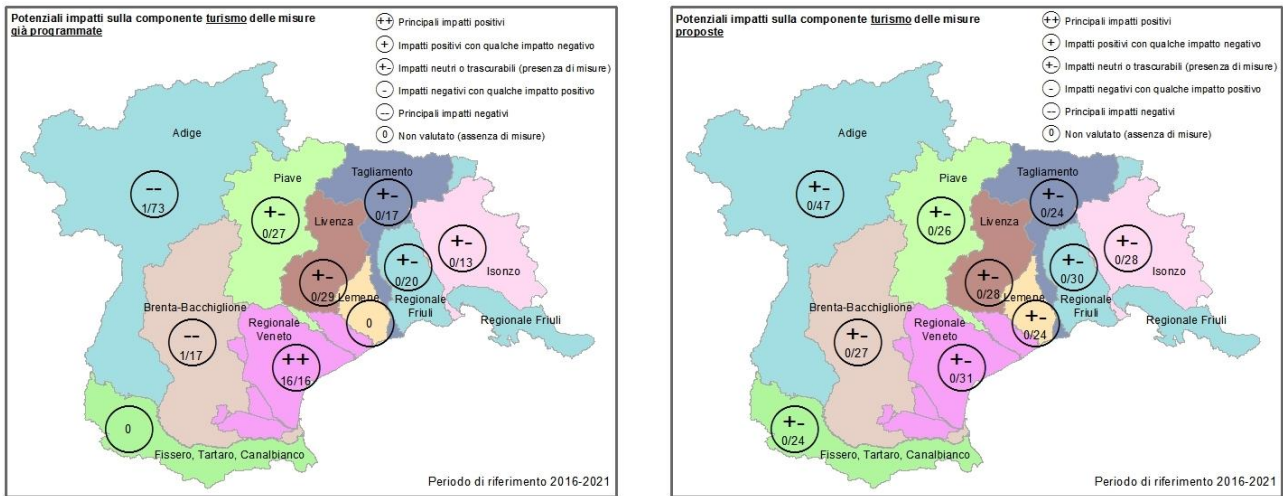 Potenziali impatti sulla componente turismo delle misure
già programmate
++ Principali impatti positivi
+ Impatti positivi con qualche impatto negativo
+- Impatti neutri o trascurabili (presenza di misure)
- Impatti negativi con qualche impatto positivo
-- Principali impatti negativi
0 Non valutato (assenza di misure)
Adige
--
1/73
Piave
+-
0/27
Tagliamento
+-
0/17
Livenza
+-
0/29
Lemene
0
+-
0/20
Regionale
Friuli
+-
0/13
Isonzo
Regionale Friuli
Brenta-Bacchiglione
--
1/17
Regionale
Veneto
++
16/16
0
Fissero, Tartaro, Canalbianco
Periodo di riferimento 2016-2021
Potenziali impatti sulla componente turismo delle misure
proposte
++ Principali impatti positivi
+ Impatti positivi con qualche impatto negativo
+- Impatti neutri o trascurabili (presenza di misure)
- Impatti negativi con qualche impatto positivo
-- Principali impatti negativi
0 Non valutato (assenza di misure)
Adige
+-
0/47
Piave
+-
0/26
Tagliamento
+-
0/24
Livenza
+-
0/28
Lemene
+-
0/24
+-
0/30
Regionale
Friuli
+-
0/28
Isonzo
Regionale Friuli
Brenta-Bacchiglione
+-
0/27
Regionale
Veneto
+-
0/31
+-
0/24
Fissero, Tartaro, Canalbianco
Periodo di riferimento 2016-2021